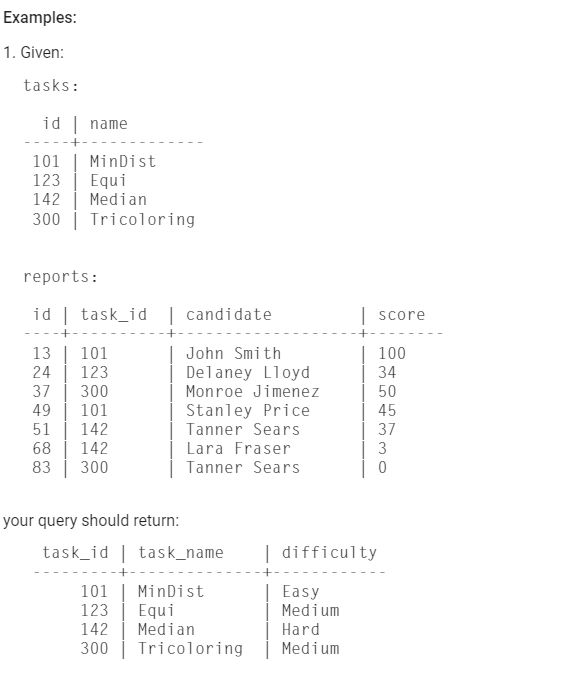 Examples:
1. Given:
tasks:
id | name
-----+-------------
101 | MinDist
123 | Equi
142 | Median
300 | Tricoloring
reports:
id | task_id | candidate | score
----+----------+-------------------+--------
13 | 101 | John Smith | 100
24 | 123 | Delaney Lloyd | 34
37 | 300 | Monroe Jimenez | 50
49 | 101 | Stanley Price | 45
51 | 142 | Tanner Sears | 37
68 | 142 | Lara Fraser | 3
83 | 300 | Tanner Sears | 0
your query should return:
task_id | task_name | difficulty
---------+--------------+------------
101 | MinDist | Easy
123 | Equi | Medium
142 | Median | Hard
300 | Tricoloring | Medium